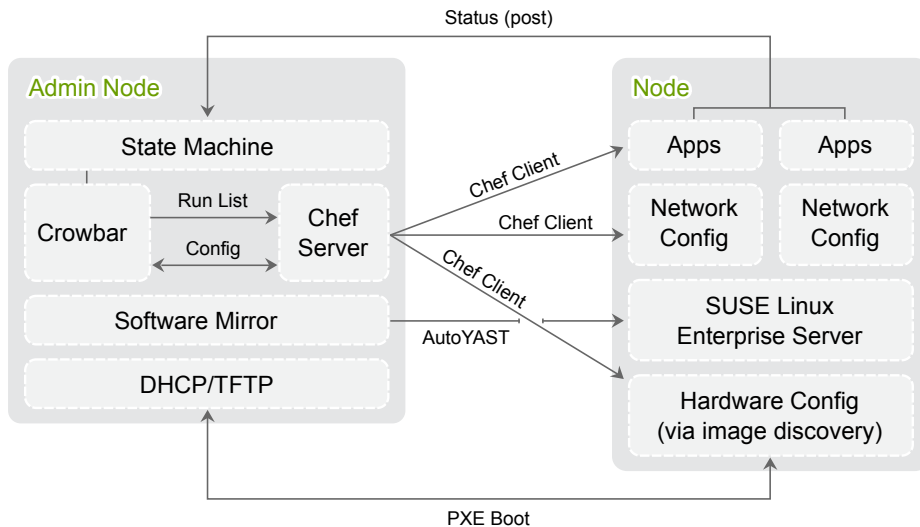 Status (post)
Admin Node
State Machine
Crowbar
Run List
Config
Chef
Server
Software Mirror
DHCP/TFTP
Chef Client
Chef Client
Chef Client
AutoYAST
Node
Apps
Apps
Network
Config
Network
Config
SUSE Linux
Enterprise Server
Hardware Config
(via image discovery)
PXE Boot